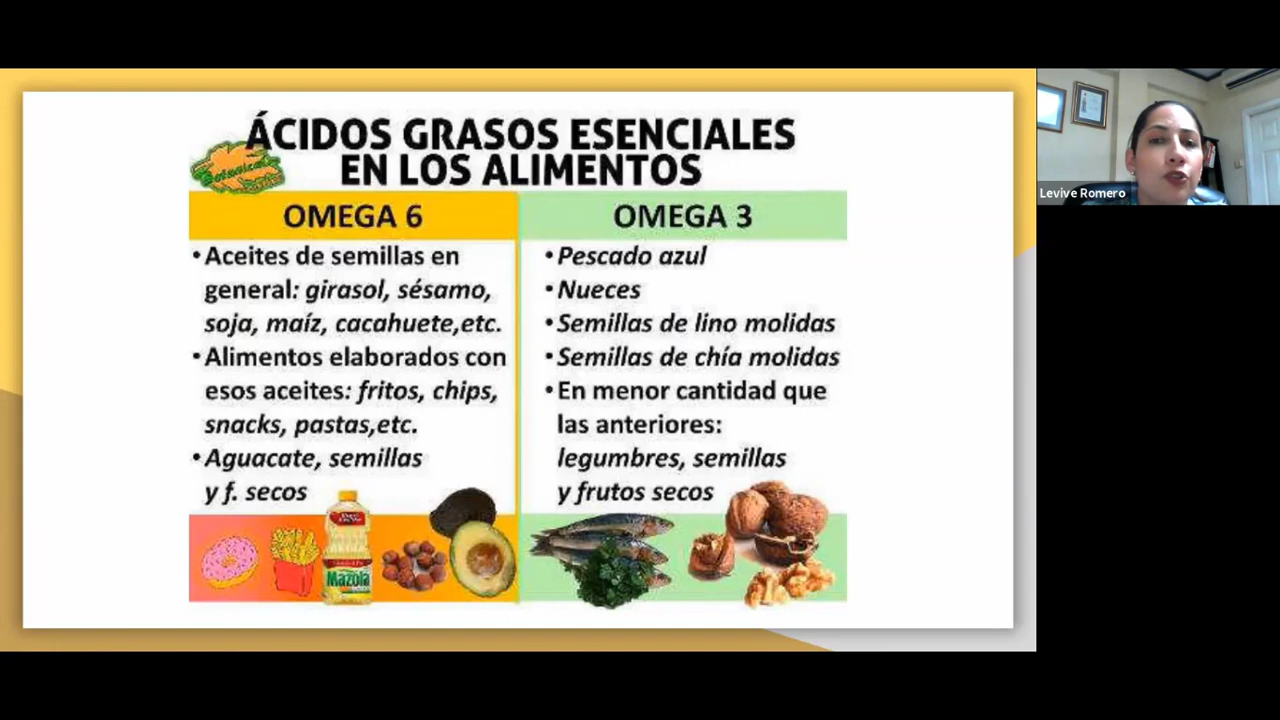 ÁCIDOS GRASOS ESENCIALES
EN LOS ALIMENTOS
OMEGA 6
• Aceites de semillas en
general: girasol, sésamo,
soja, maíz, cacahuete,etc.
• Alimentos elaborados con
esos aceites: fritos, chips,
snacks, pastas,etc.
• Aguacate, semillas
y f. secos
Mazola
OMEGA 3
• Pescado azul
• Nueces
• Semillas de lino molidas
• Semillas de chía molidas
• En menor cantidad que
las anteriores:
legumbres, semillas
y frutos secos
Levive Romero